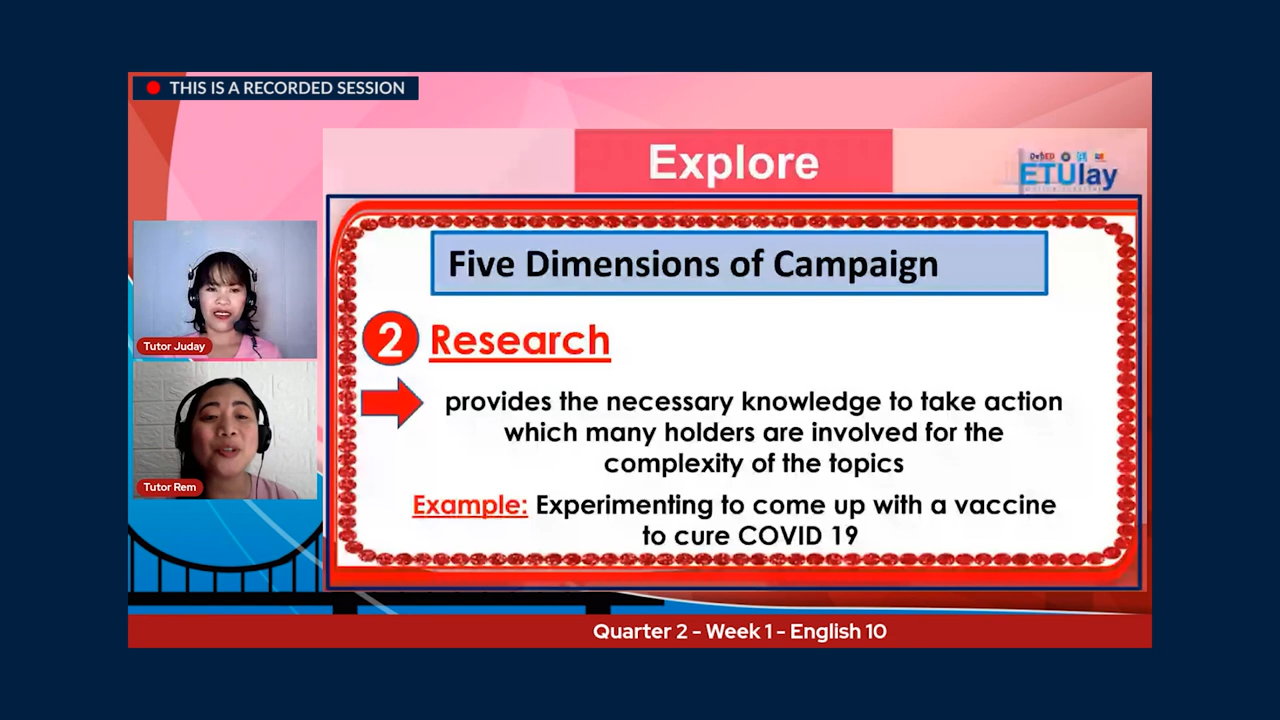 THIS IS A RECORDED SESSION
Explore
DepED
ETUlay
Five Dimensions of Campaign
2 Research
provides the necessary knowledge to take action
which many holders are involved for the
complexity of the topics
Example: Experimenting to come up with a vaccine
to cure COVID 19
Tutor Juday
Tutor Rem
Quarter 2 - Week 1 - English 10